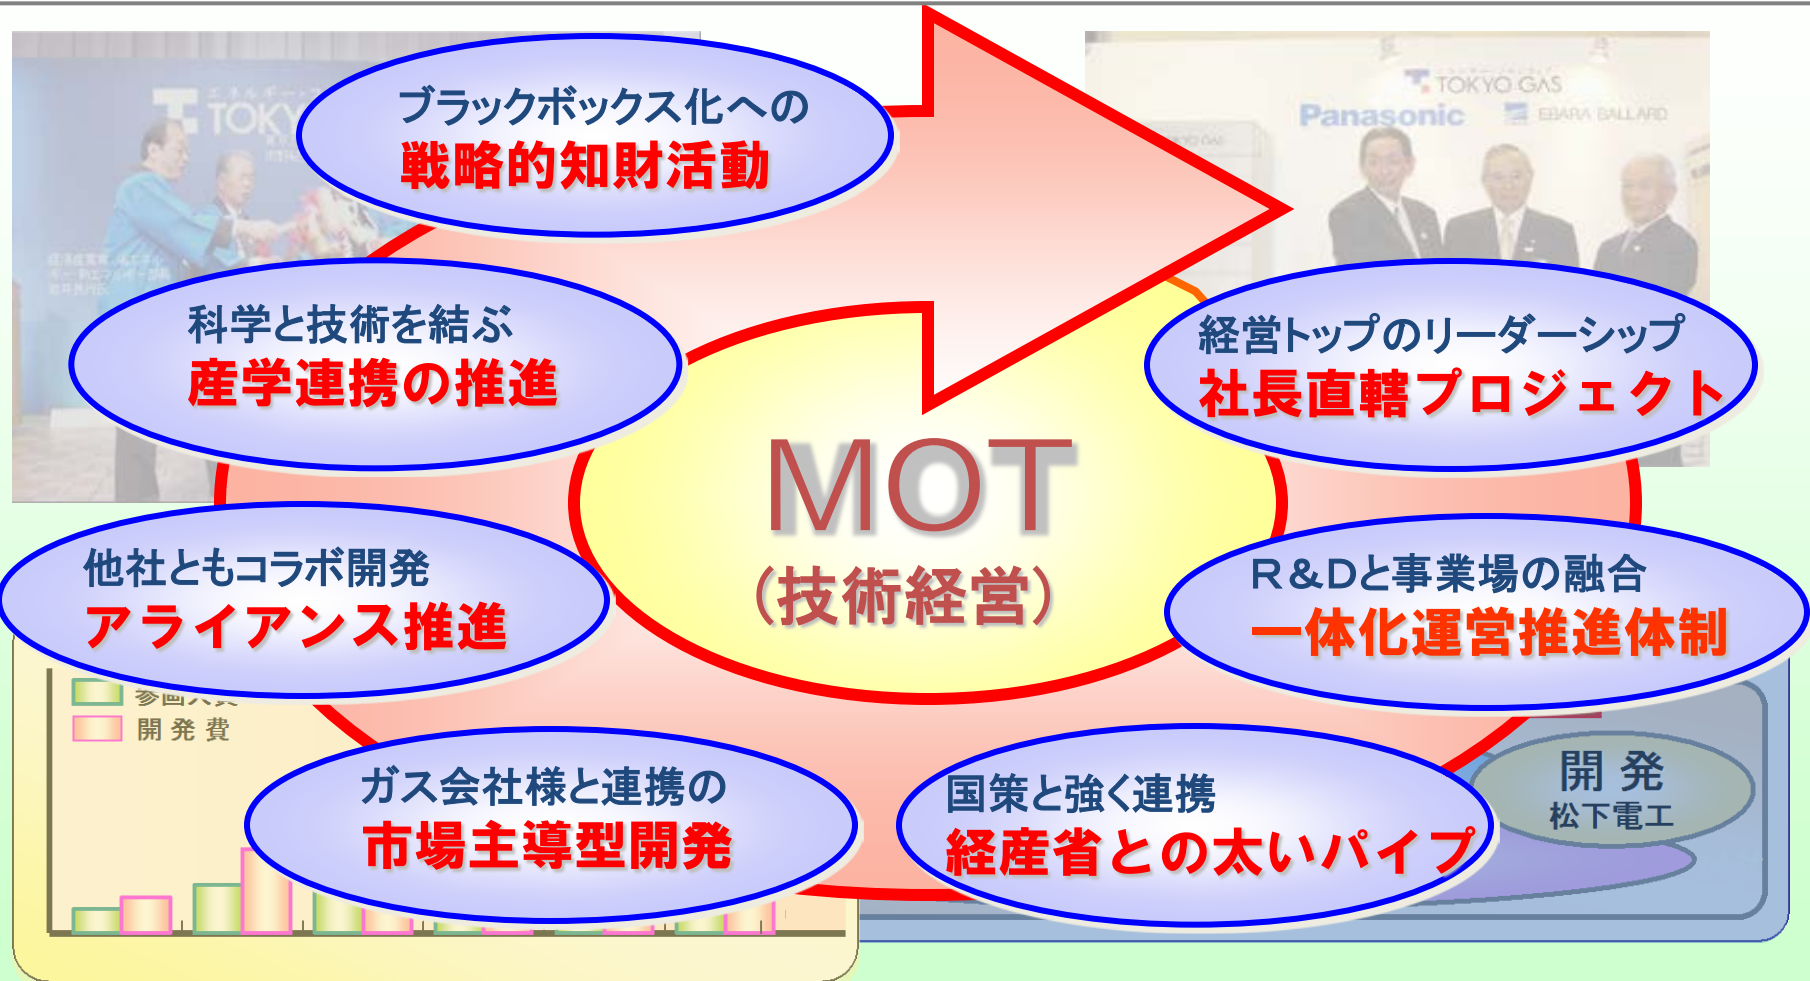 ブラックボックス化への
戦略的知財活動
TOKYO GAS
Panasonic
EBARA BALLARD
TOKY
科学と技術を結ぶ
産学連携の推進
経営トップのリーダーシップ
社長直轄プロジェクト
MOT
(技術経営)
他社ともコラボ開発
アライアンス推進
R&Dと事業場の融合
一体化運営推進体制
開発費
ガス会社様と連携の
市場主導型開発
国策と強く連携
経産省との太いパイプ
開発
松下電工